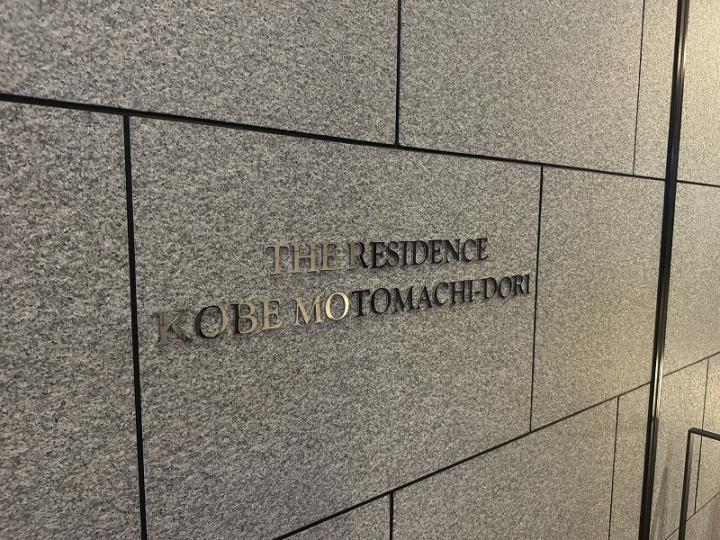 THE RESIDENCE
KOBE MOTOMACHI-DORI